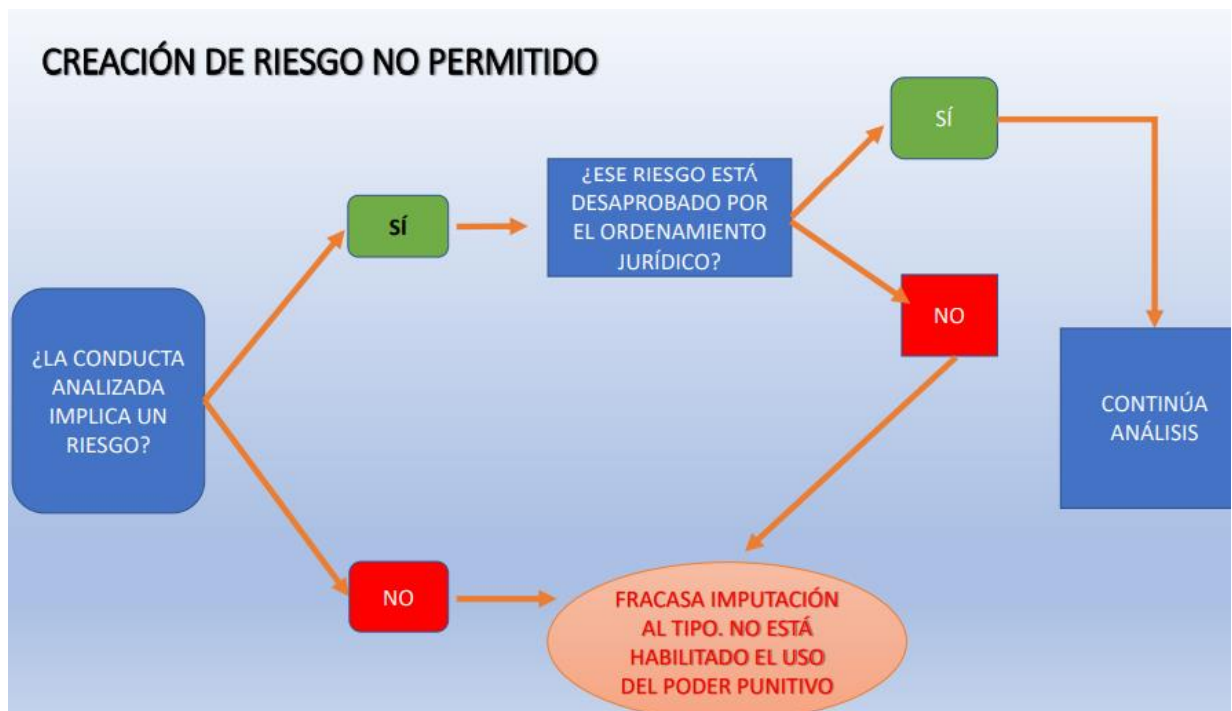 CREACIÓN DE RIESGO NO PERMITIDO
SÍ
¿ESE RIESGO ESTÁ
DESAPROBADO POR
EL ORDENAMIENTO
JURÍDICO?
SÍ
NO
¿LA CONDUCTA
ANALIZADA
IMPLICA UN
RIESGO?
CONTINÚA
ANÁLISIS
NO
FRACASA IMPUTACIÓN
AL TIPO. NO ESTÁ
HABILITADO EL USO
DEL PODER PUNITIVO